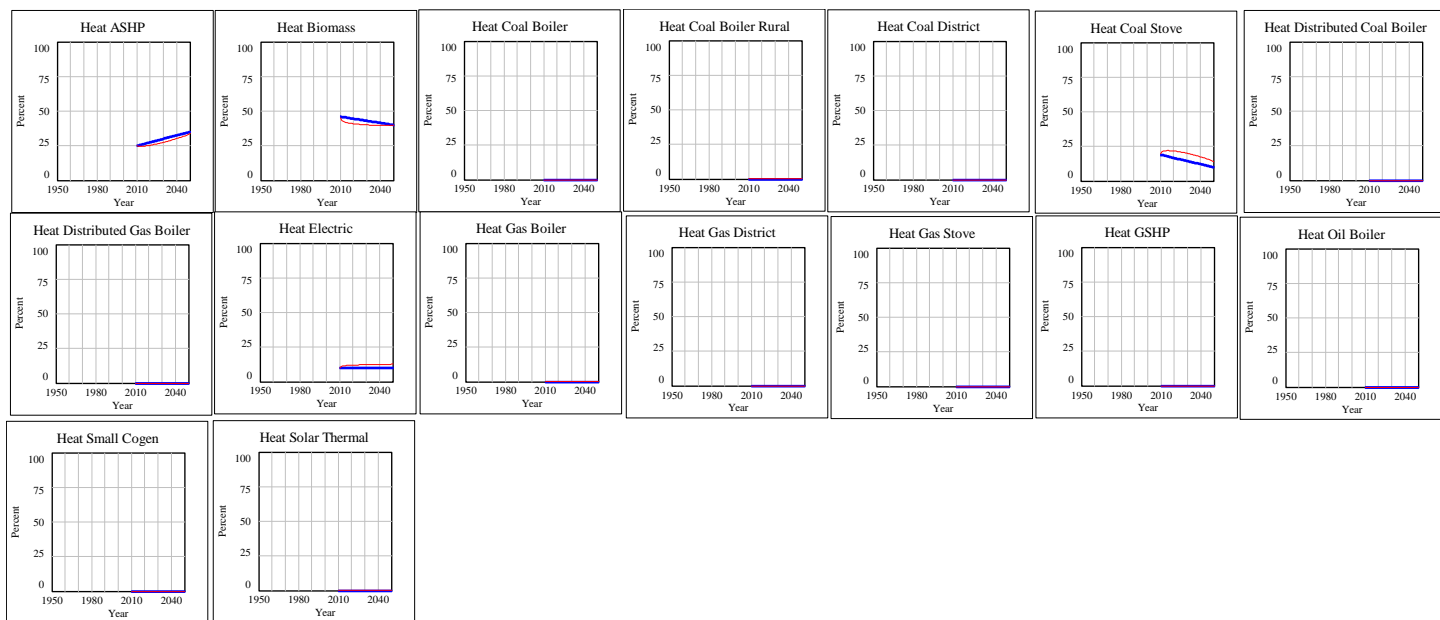 Heat ASHP
100
75
50
25
0
Percent
1950 1980 2010 2040
Year
Heat Biomass
100
75
50
25
0
Percent
1950 1980 2010 2040
Year
Heat Coal Boiler
100
75
50
25
0
Percent
1950 1980 2010 2040
Year
Heat Coal Boiler Rural
100
75
50
25
0
Percent
1950 1980 2010 2040
Year
Heat Coal District
100
75
50
25
0
Percent
1950 1980 2010 2040
Year
Heat Coal Stove
100
75
50
25
0
Percent
1950 1980 2010 2040
Year
Heat Distributed Coal Boiler
100
75
50
25
0
Percent
1950 1980 2010 2040
Year
Heat Distributed Gas Boiler
100
75
50
25
0
Percent
1950 1980 2010 2040
Year
Heat Electric
100
75
50
25
0
Percent
1950 1980 2010 2040
Year
Heat Gas Boiler
100
75
50
25
0
Percent
1950 1980 2010 2040
Year
Heat Gas District
100
75
50
25
0
Percent
1950 1980 2010 2040
Year
Heat Gas Stove
100
75
50
25
0
Percent
1950 1980 2010 2040
Year
Heat GSHP
100
75
50
25
0
Percent
1950 1980 2010 2040
Year
Heat Oil Boiler
100
75
50
25
0
Percent
1950 1980 2010 2040
Year
Heat Small Cogen
100
75
50
25
0
Percent
1950 1980 2010 2040
Year
Heat Solar Thermal
100
75
50
25
0
Percent
1950 1980 2010 2040
Year